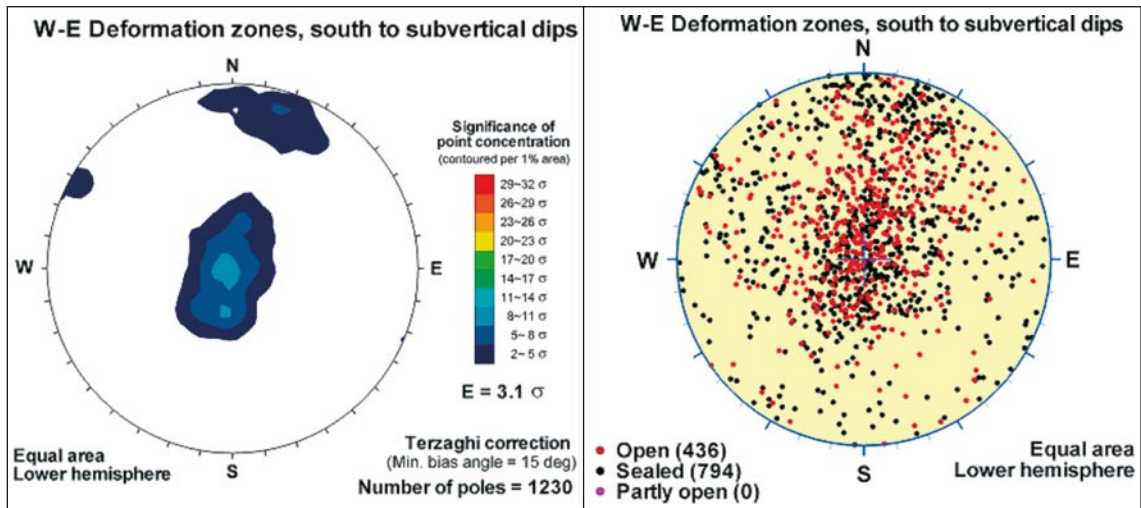 W-E Deformation zones, south to subvertical dips
N
W
E
S
Significance of
point concentration
(contoured per 1% area)
29~32 σ
26~29 σ
23~26 σ
20~23 σ
17~20 σ
14~17 σ
11~14 σ
8~11 σ
5~8 σ
2~5 σ
E = 3.1 σ
Equal area
Lower hemisphere
Terzaghi correction
(Min. bias angle = 15 deg)
Number of poles = 1230
W-E Deformation zones, south to subvertical dips
N
W
E
S
Open (436)
Sealed (794)
Partly open (0)
Equal area
Lower hemisphere